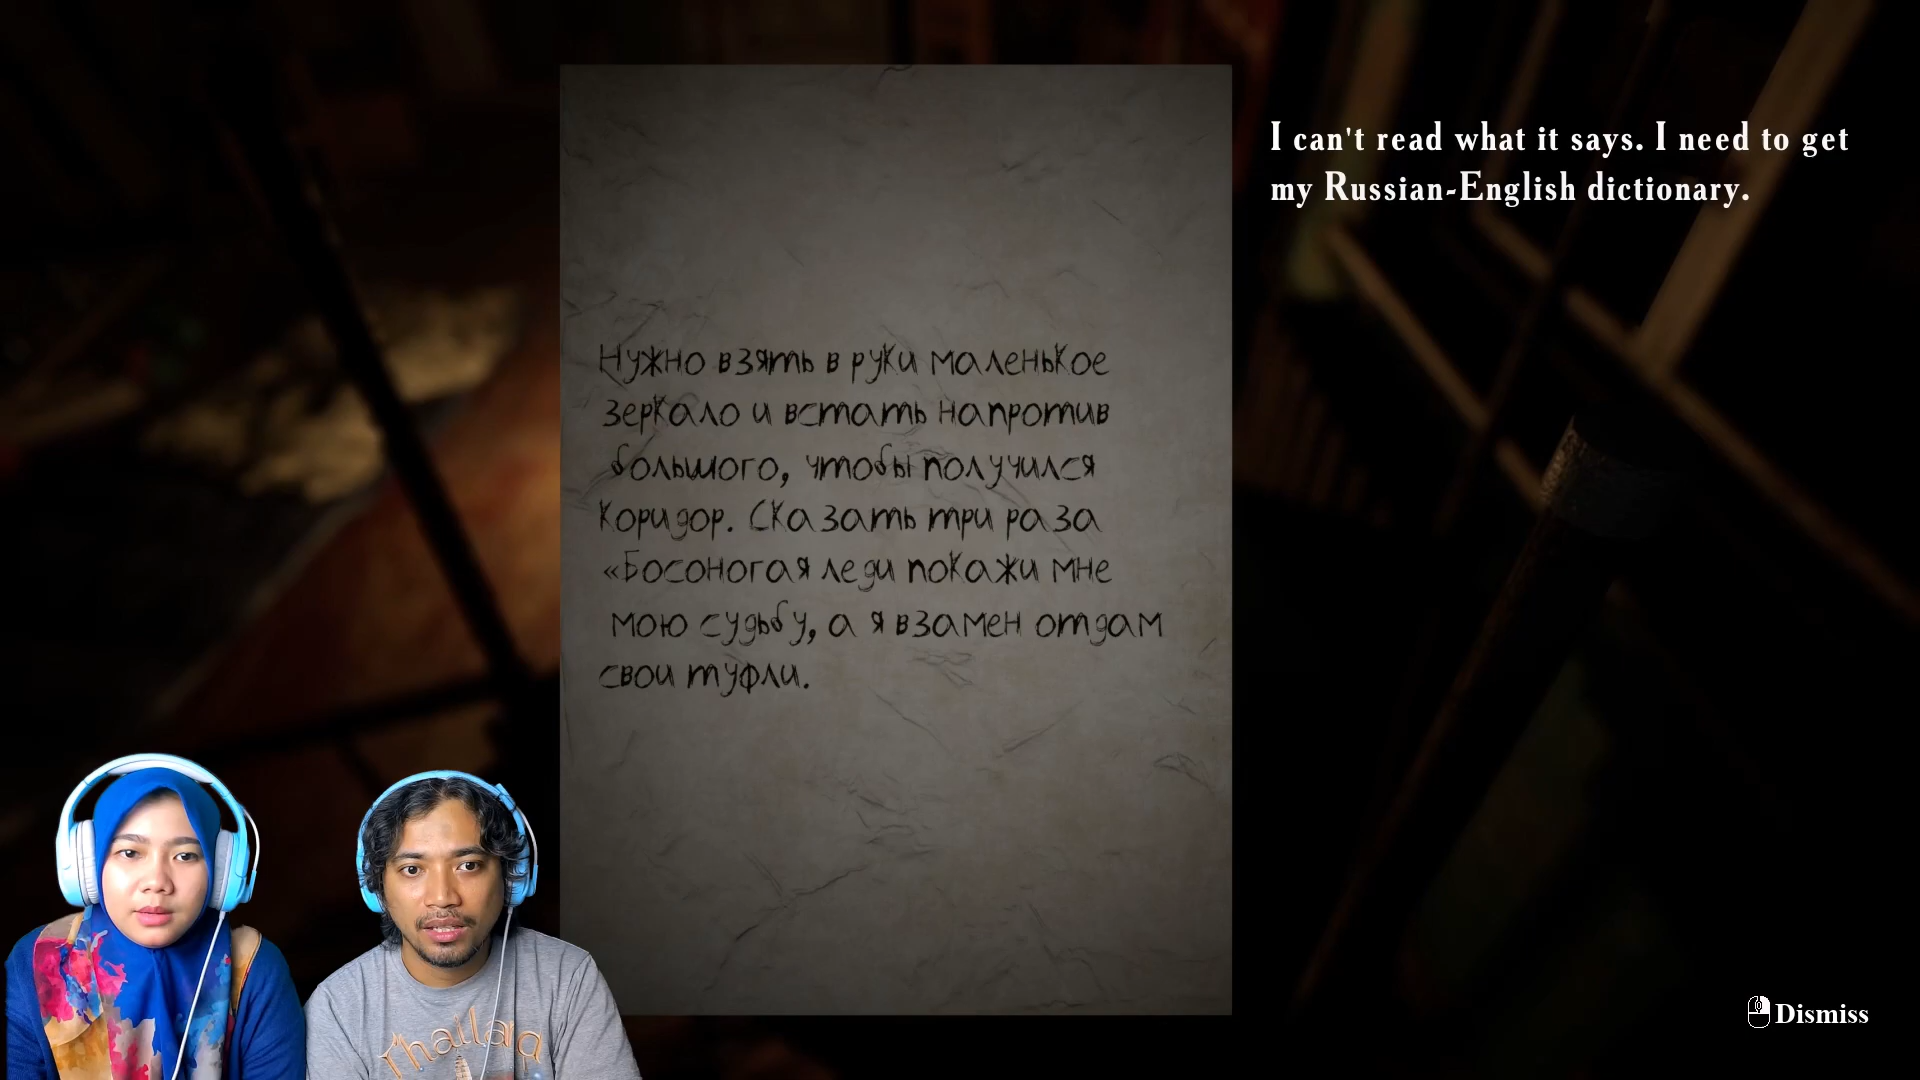 I can't read what it says. I need to get
my Russian-English dictionary.
Нужно взять в руки маленькое
зеркало и встать напротив
большого, чтобы получился
коридор. Сказать три раза
«Босоногая леди покажи мне
мою судьбу, а я взамен отдам
свои туфли.
Thailand
Dismiss